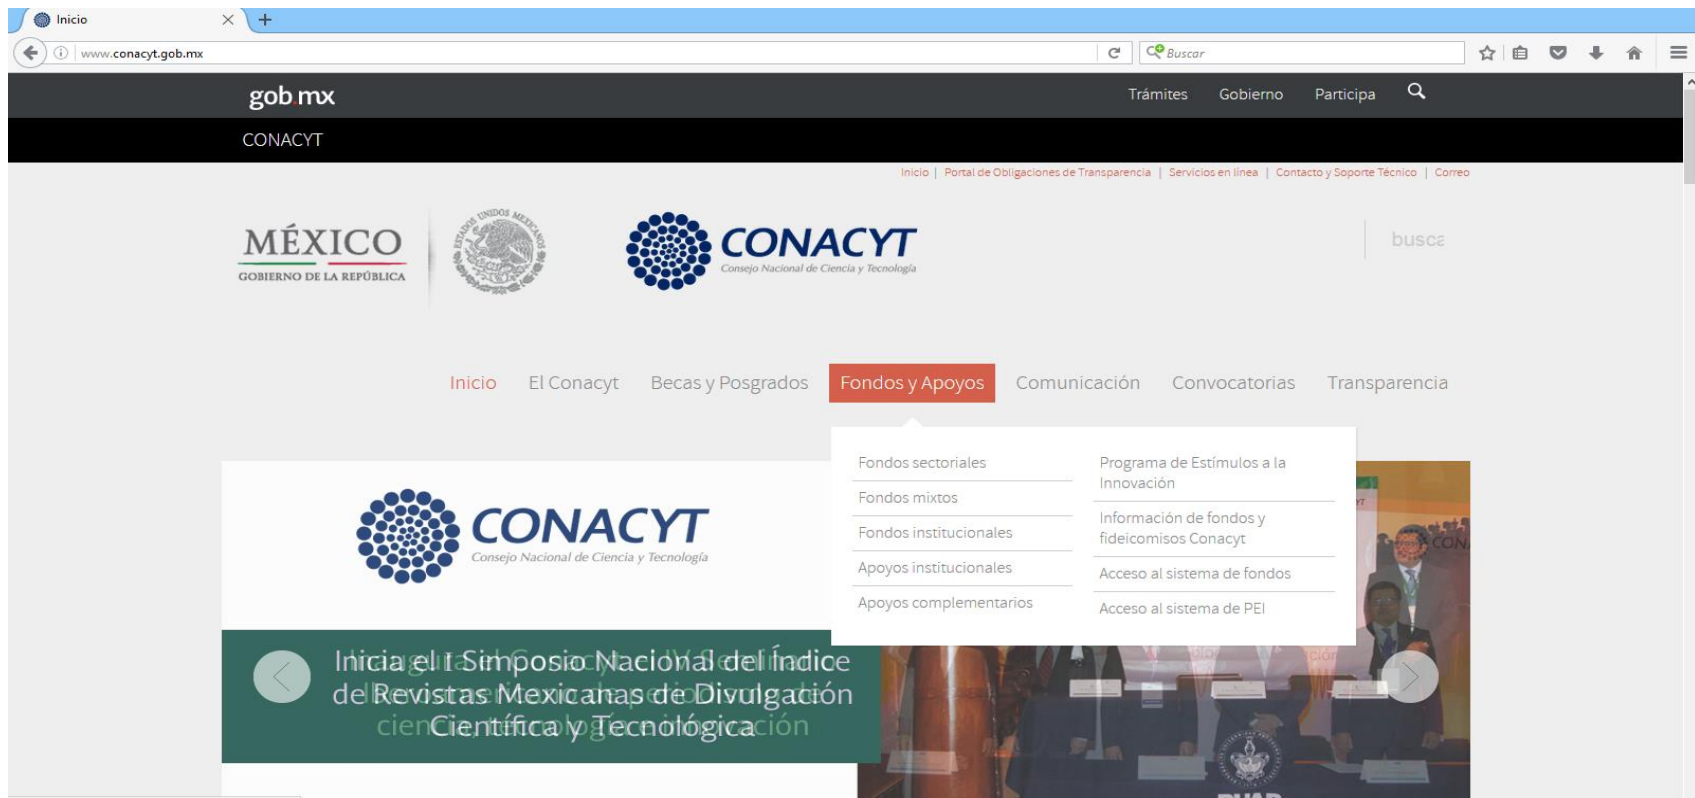 Inicio
www.conacyt.gob.mx
Buscar
gob.mx
Trámites Gobierno Participa
CONACYT
Inicio | Portal de Obligaciones de Transparencia | Servicios en línea | Contacto y Soporte Técnico | Correo
MÉXICO
GOBIERNO DE LA REPÚBLICA
ESTADOS UNIDOS MEXICANOS
CONACYT
Consejo Nacional de Ciencia y Tecnología
busca
Inicio El Conacyt Becas y Posgrados Fondos y Apoyos Comunicación Convocatorias Transparencia
Fondos sectoriales
Fondos mixtos
Fondos institucionales
Apoyos institucionales
Apoyos complementarios
Programa de Estímulos a la
Innovación
Información de fondos y
fideicomisos Conacyt
Acceso al sistema de fondos
Acceso al sistema de PEI
CONACYT
Consejo Nacional de Ciencia y Tecnología
Inicia el I Simposio Nacional del Índice
de Revistas Mexicanas de Divulgación
Científica y Tecnológica